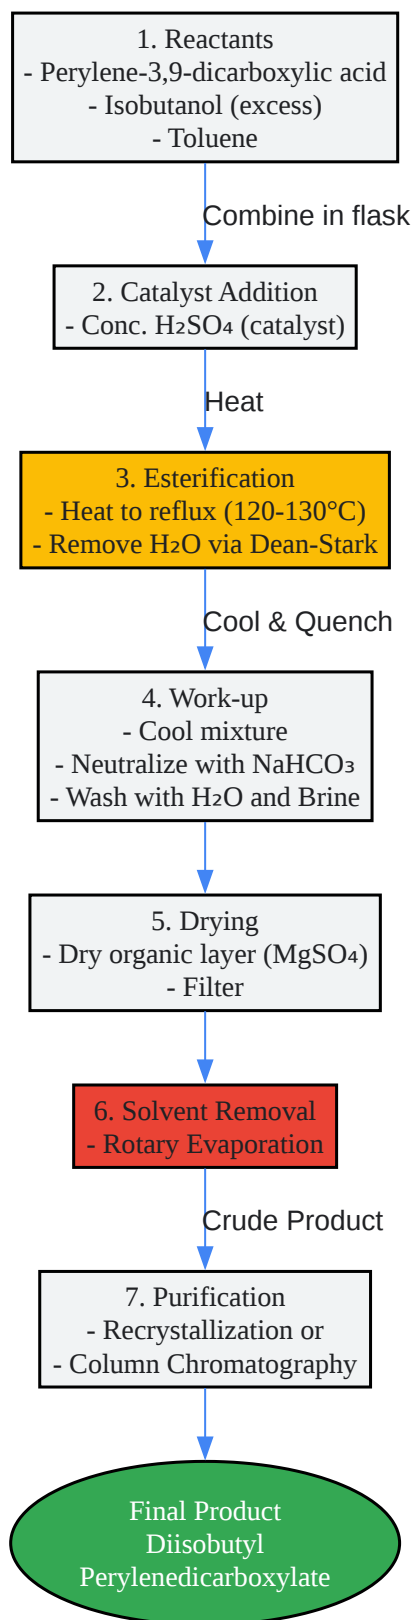 1. Reactants
- Perylene-3,9-dicarboxylic acid
- Isobutanol (excess)
- Toluene
Combine in flask
2. Catalyst Addition
- Conc. H₂SO₄ (catalyst)
Heat
3. Esterification
- Heat to reflux (120-130°C)
- Remove H₂O via Dean-Stark
Cool & Quench
4. Work-up
- Cool mixture
- Neutralize with NaHCO₃
- Wash with H₂O and Brine
5. Drying
- Dry organic layer (MgSO₄)
- Filter
6. Solvent Removal
- Rotary Evaporation
Crude Product
7. Purification
- Recrystallization or
- Column Chromatography
Final Product
Diisobutyl
Perylenedicarboxylate